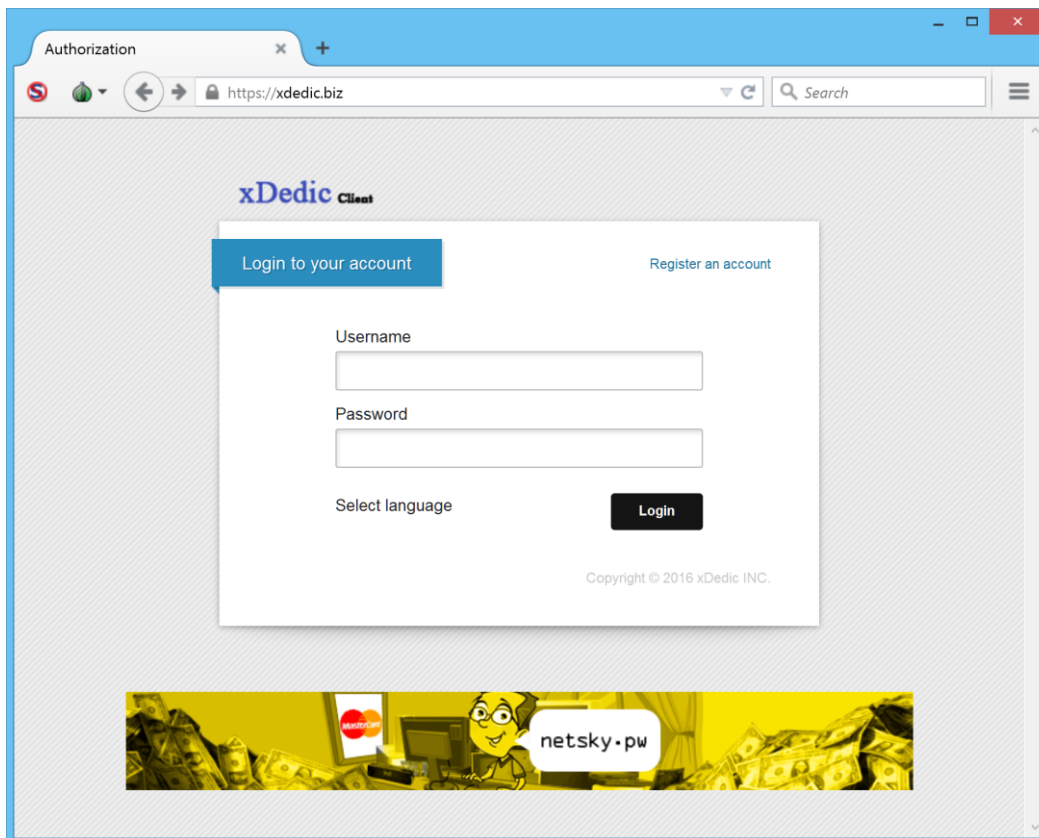 Authorization
https://xdedic.biz
Search
xDedic Client
Login to your account
Register an account
Username
Password
Select language
Login
Copyright © 2016 xDedic INC.
MasterCard
netsky.pw